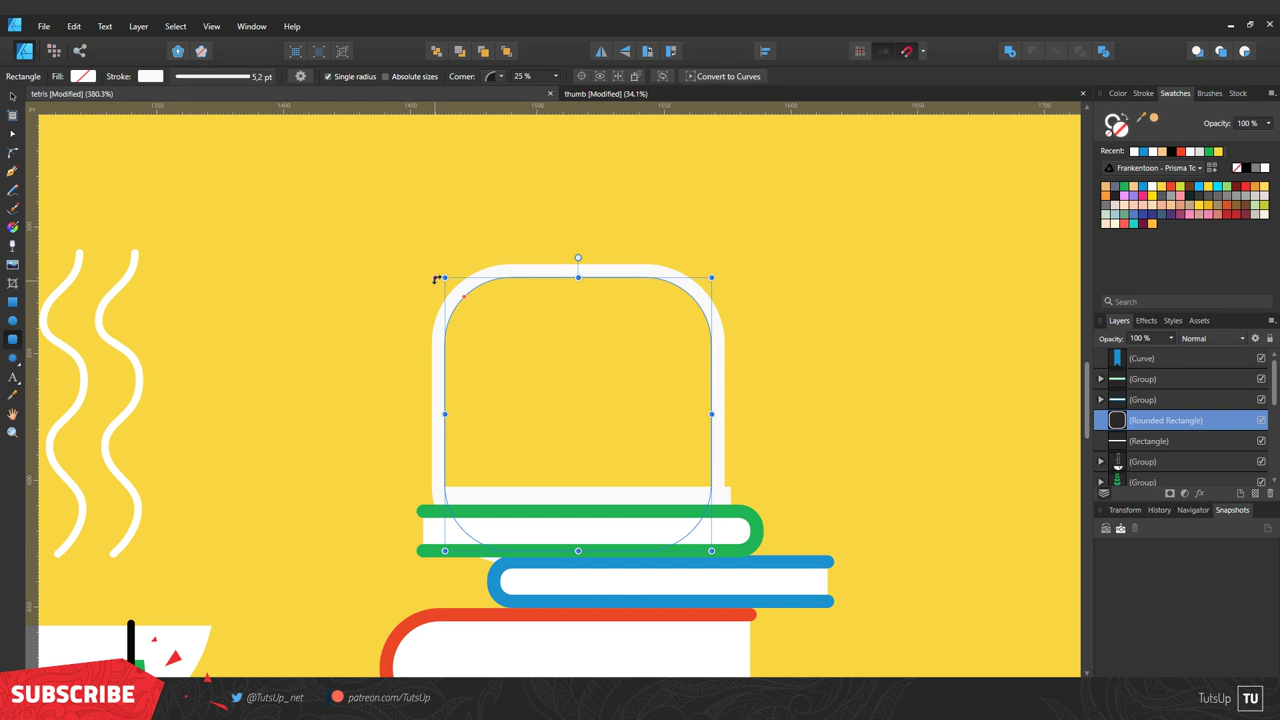 File Edit Text Layer Select View Window Help
Rectangle Fill: Stroke: 5,2 pt Single radius Absolute sizes Corner: 25 % Convert to Curves
tetris [Modified] (380.3%) thumb [Modified] (34.1%)
px 1350 1400 1450 1500 1550 1600 1650 1700
Color Stroke Swatches Brushes Stock
Opacity: 100 %
Recent:
Frankentoon - Prisma Tc
Search
Layers Effects Styles Assets
Opacity: 100 % Normal
(Curve)
(Group)
(Group)
(Rounded Rectangle)
(Rectangle)
(Group)
(Group)
fx
Transform History Navigator Snapshots
SUBSCRIBE
@TutsUp_net
patreon.com/TutsUp
TutsUp TU